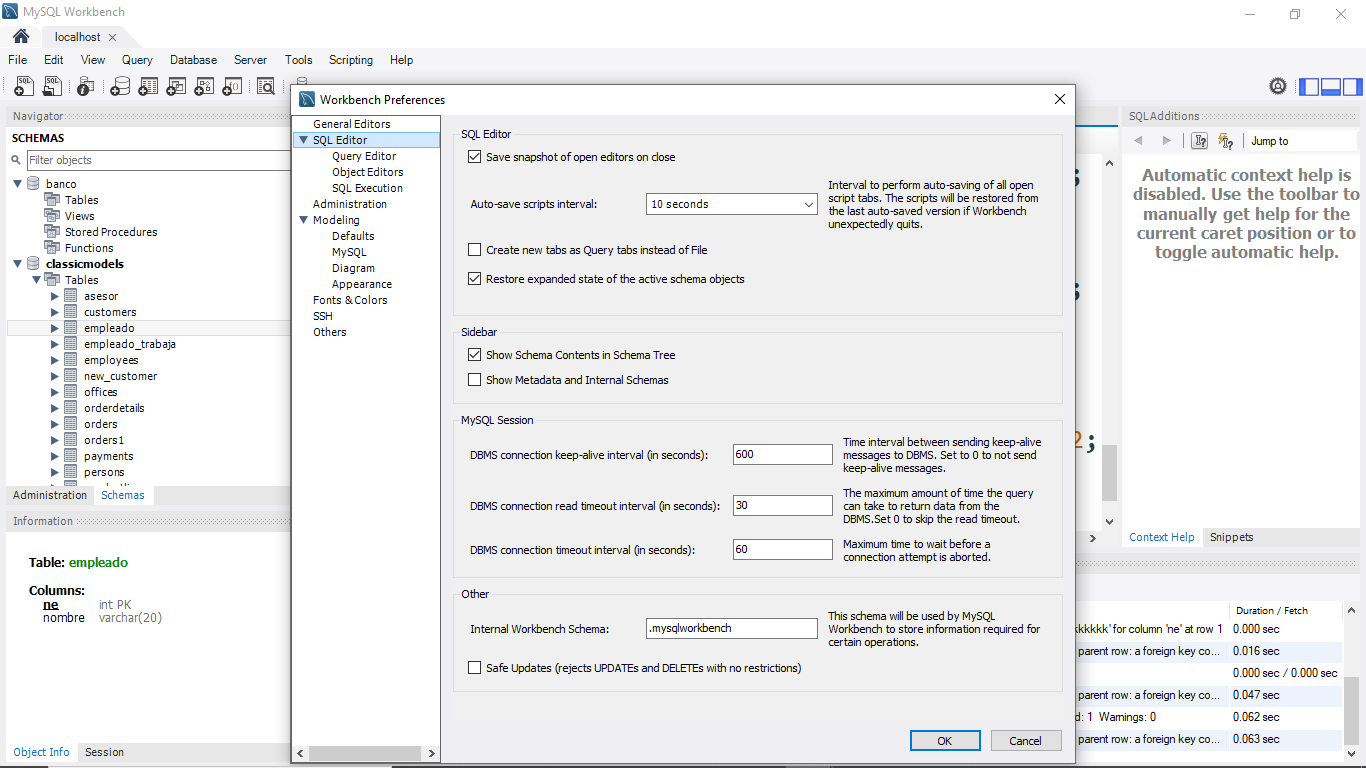 MySQL Workbench
localhost
File Edit View Query Database Server Tools Scripting Help
Navigator
SCHEMAS
Filter objects
banco
Tables
Views
Stored Procedures
Functions
classicmodels
Tables
asesor
customers
empleado
empleado_trabaja
employees
new_customer
offices
orderdetails
orders
orders1
payments
persons
Administration Schemas
Information
Table: empleado
Columns:
ne int PK
nombre varchar(20)
Object Info Session
Workbench Preferences
General Editors
SQL Editor
Query Editor
Object Editors
SQL Execution
Administration
Modeling
Defaults
MySQL
Diagram
Appearance
Fonts & Colors
SSH
Others
SQL Editor
Save snapshot of open editors on close
Auto-save scripts interval:
10 seconds
Interval to perform auto-saving of all open
script tabs. The scripts will be restored from
the last auto-saved version if Workbench
unexpectedly quits.
Create new tabs as Query tabs instead of File
Restore expanded state of the active schema objects
Sidebar
Show Schema Contents in Schema Tree
Show Metadata and Internal Schemas
MySQL Session
DBMS connection keep-alive interval (in seconds):
600
Time interval between sending keep-alive
messages to DBMS. Set to 0 to not send
keep-alive messages.
DBMS connection read timeout interval (in seconds):
30
The maximum amount of time the query
can take to return data from the
DBMS.Set 0 to skip the read timeout.
DBMS connection timeout interval (in seconds):
60
Maximum time to wait before a
connection attempt is aborted.
Other
Internal Workbench Schema:
.mysqlworkbench
This schema will be used by MySQL
Workbench to store information required for
certain operations.
Safe Updates (rejects UPDATEs and DELETEs with no restrictions)
OK Cancel
2;
SQLAdditions
Jump to
Automatic context help is
disabled. Use the toolbar to
manually get help for the
current caret position or to
toggle automatic help.
Context Help Snippets
Duration / Fetch
for column 'ne' at row 1 0.000 sec
parent row: a foreign key co... 0.016 sec
0.000 sec / 0.000 sec
parent row: a foreign key co... 0.047 sec
d: 1 Warnings: 0 0.062 sec
parent row: a foreign key co... 0.063 sec